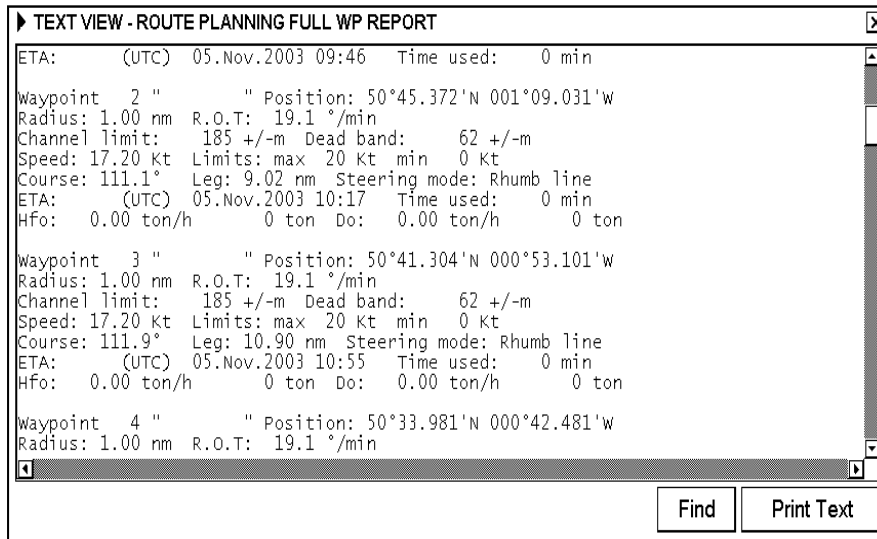 TEXT VIEW - ROUTE PLANNING FULL WP REPORT
ETA: (UTC) 05.Nov.2003 09:46 Time used: 0 min
Waypoint 2 " " Position: 50°45.372'N 001°09.031'W
Radius: 1.00 nm R.O.T: 19.1 °/min
Channel limit: 185 +/-m Dead band: 62 +/-m
Speed: 17.20 Kt Limits: max 20 Kt min 0 Kt
Course: 111.1° Leg: 9.02 nm Steering mode: Rhumb line
ETA: (UTC) 05.Nov.2003 10:17 Time used: 0 min
Hfo: 0.00 ton/h 0 ton Do: 0.00 ton/h 0 ton
Waypoint 3 " " Position: 50°41.304'N 000°53.101'W
Radius: 1.00 nm R.O.T: 19.1 °/min
Channel limit: 185 +/-m Dead band: 62 +/-m
Speed: 17.20 Kt Limits: max 20 Kt min 0 Kt
Course: 111.9° Leg: 10.90 nm Steering mode: Rhumb line
ETA: (UTC) 05.Nov.2003 10:55 Time used: 0 min
Hfo: 0.00 ton/h 0 ton Do: 0.00 ton/h 0 ton
Waypoint 4 " " Position: 50°33.981'N 000°42.481'W
Radius: 1.00 nm R.O.T: 19.1 °/min
Find Print Text